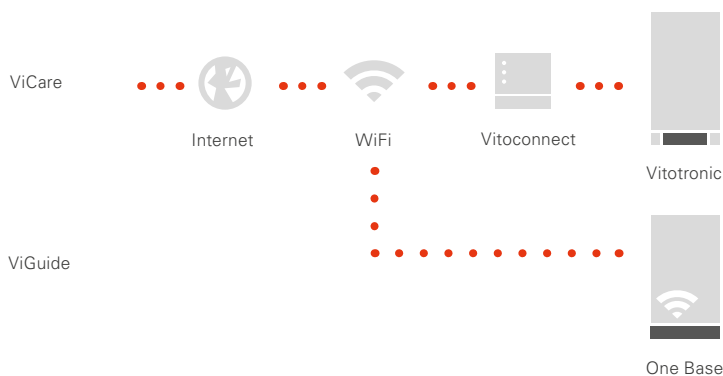 ViCare
Internet
WiFi
Vitoconnect
Vitotronic
ViGuide
One Base